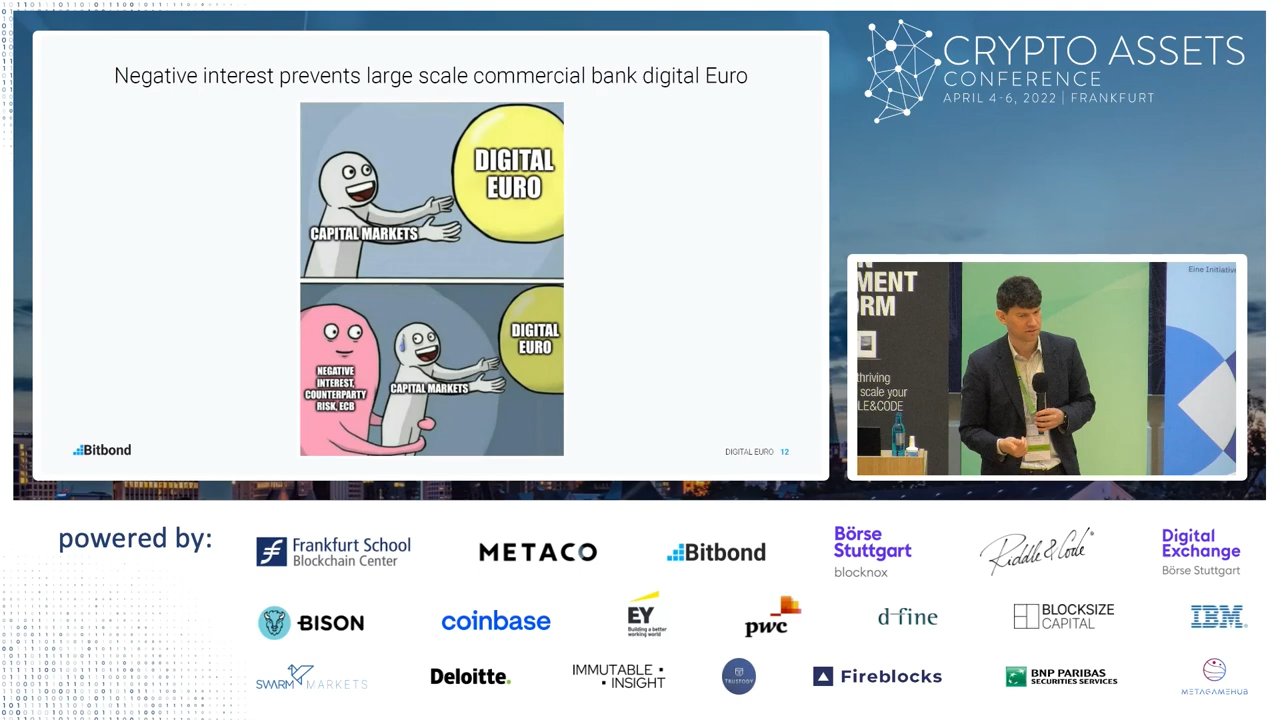 Negative interest prevents large scale commercial bank digital Euro
DIGITAL
EURO
CAPITAL MARKETS
DIGITAL
EURO
NEGATIVE
INTEREST,
COUNTERPARTY
RISK, ECB
CAPITAL MARKETS
Bitbond
DIGITAL EURO 12
CRYPTO ASSETS
CONFERENCE
APRIL 4-6, 2022 | FRANKFURT
MENT
ORM
thriving
scale your
LE&CODE
Eine Initiative
powered by:
Frankfurt School
Blockchain Center
METACO
Bitbond
Börse
Stuttgart
blocknox
Riddle & Code
Digital
Exchange
Börse Stuttgart
BISON
coinbase
EY
Building a better
working world
pwc
d-fine
BLOCKSIZE
CAPITAL
IBM
SWARM MARKETS
Deloitte.
IMMUTABLE
INSIGHT
TRUSTODY
Fireblocks
BNP PARIBAS
SECURITIES SERVICES
METAGAMEHUB